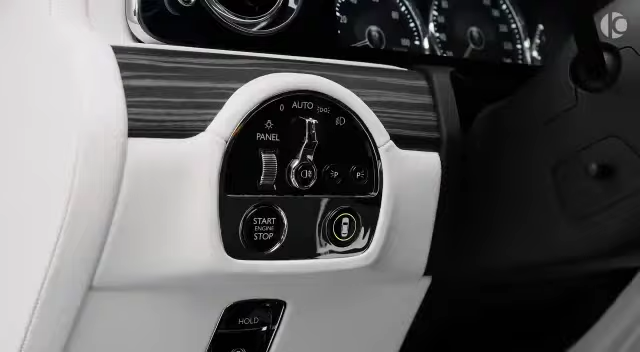 0 AUTO
PANEL
P P
START
ENGINE
STOP
HOLD